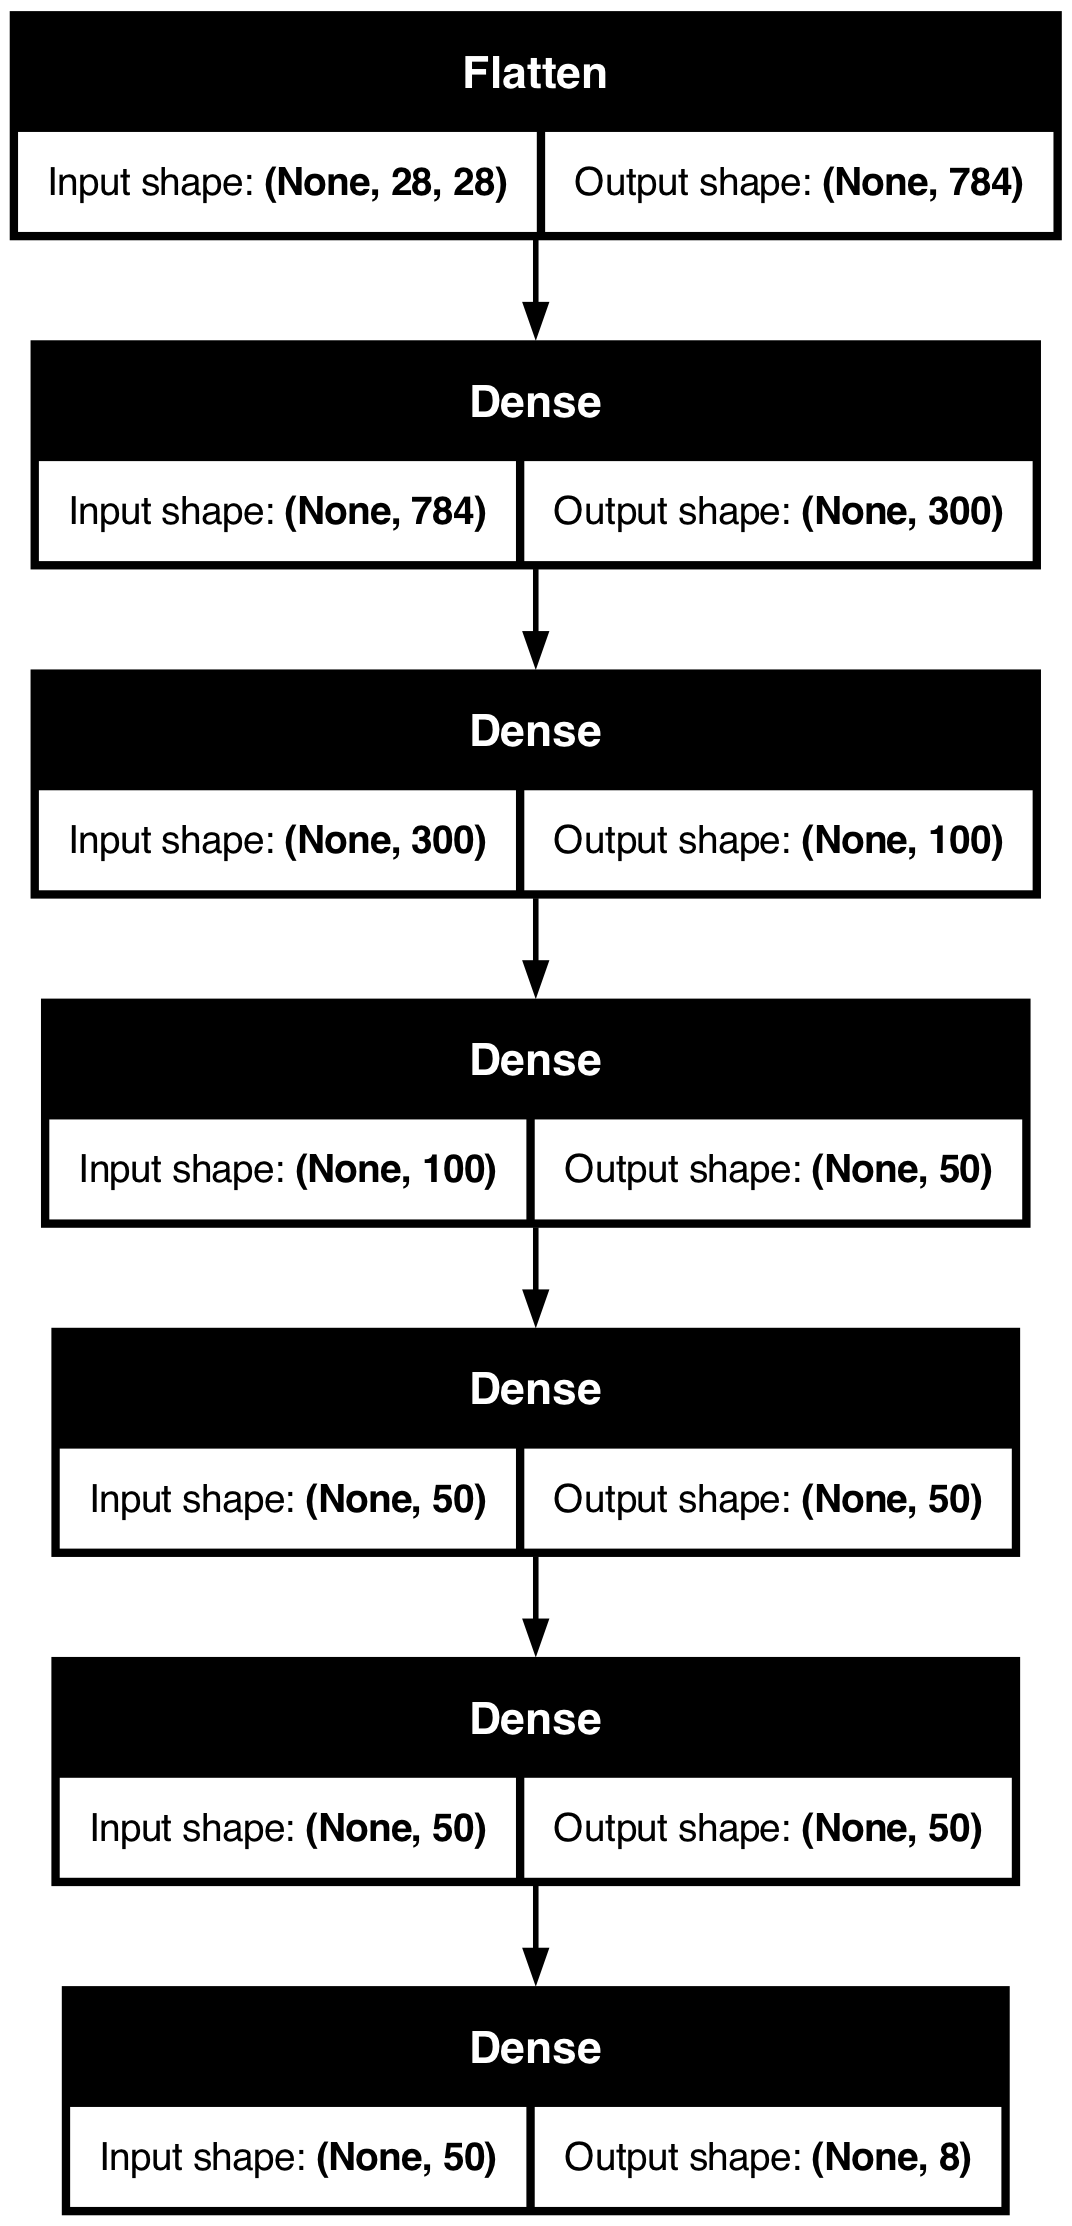 Flatten
Input shape: (None, 28, 28) Output shape: (None, 784)
Dense
Input shape: (None, 784) Output shape: (None, 300)
Dense
Input shape: (None, 300) Output shape: (None, 100)
Dense
Input shape: (None, 100) Output shape: (None, 50)
Dense
Input shape: (None, 50) Output shape: (None, 50)
Dense
Input shape: (None, 50) Output shape: (None, 50)
Dense
Input shape: (None, 50) Output shape: (None, 8)